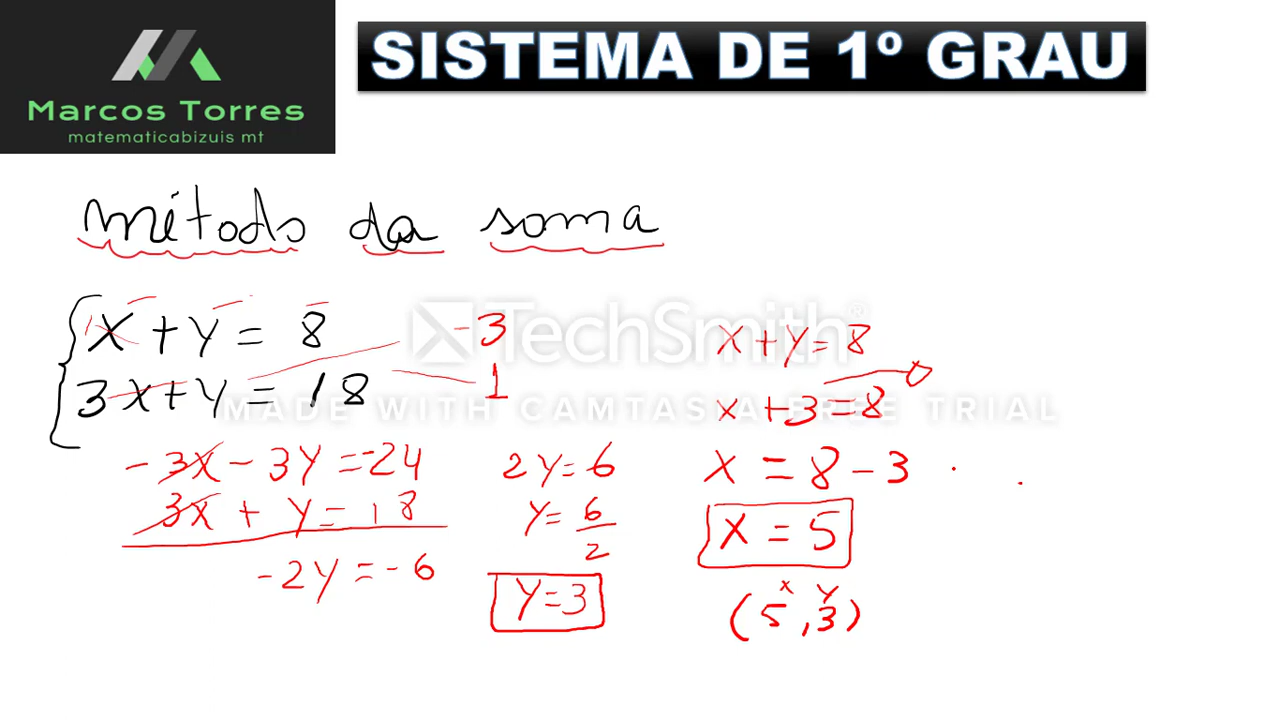 Marcos Torres
matematicabizuis mt
SISTEMA DE 1º GRAU
método da soma
x + y = 8
3x + y = 18
-3
1
-3x - 3y = -24
3x + y = 18
-2y = -6
2y = 6
y = 6/2
y = 3
x + y = 8
x + 3 = 8
x = 8 - 3
x = 5
x y
(5, 3)
TechSmith
MADE WITH CAMTASIA FREE TRIAL